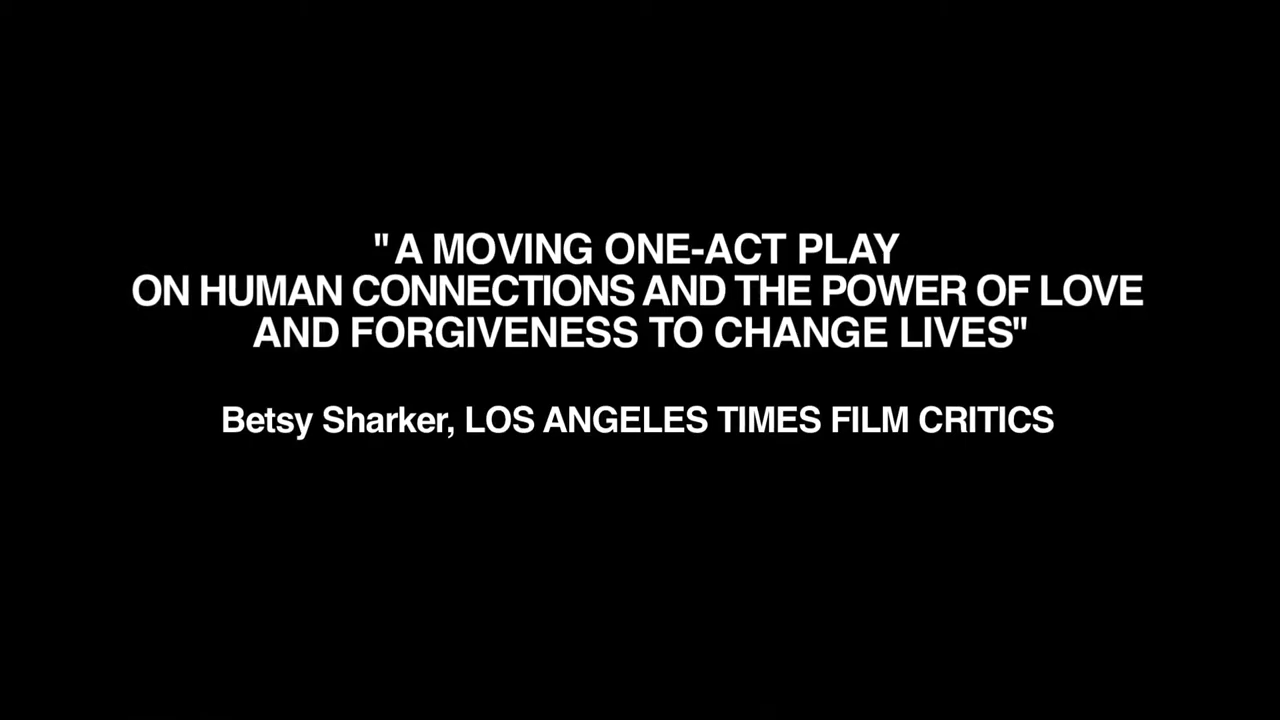 "A MOVING ONE-ACT PLAY
ON HUMAN CONNECTIONS AND THE POWER OF LOVE
AND FORGIVENESS TO CHANGE LIVES"
Betsy Sharker, LOS ANGELES TIMES FILM CRITICS